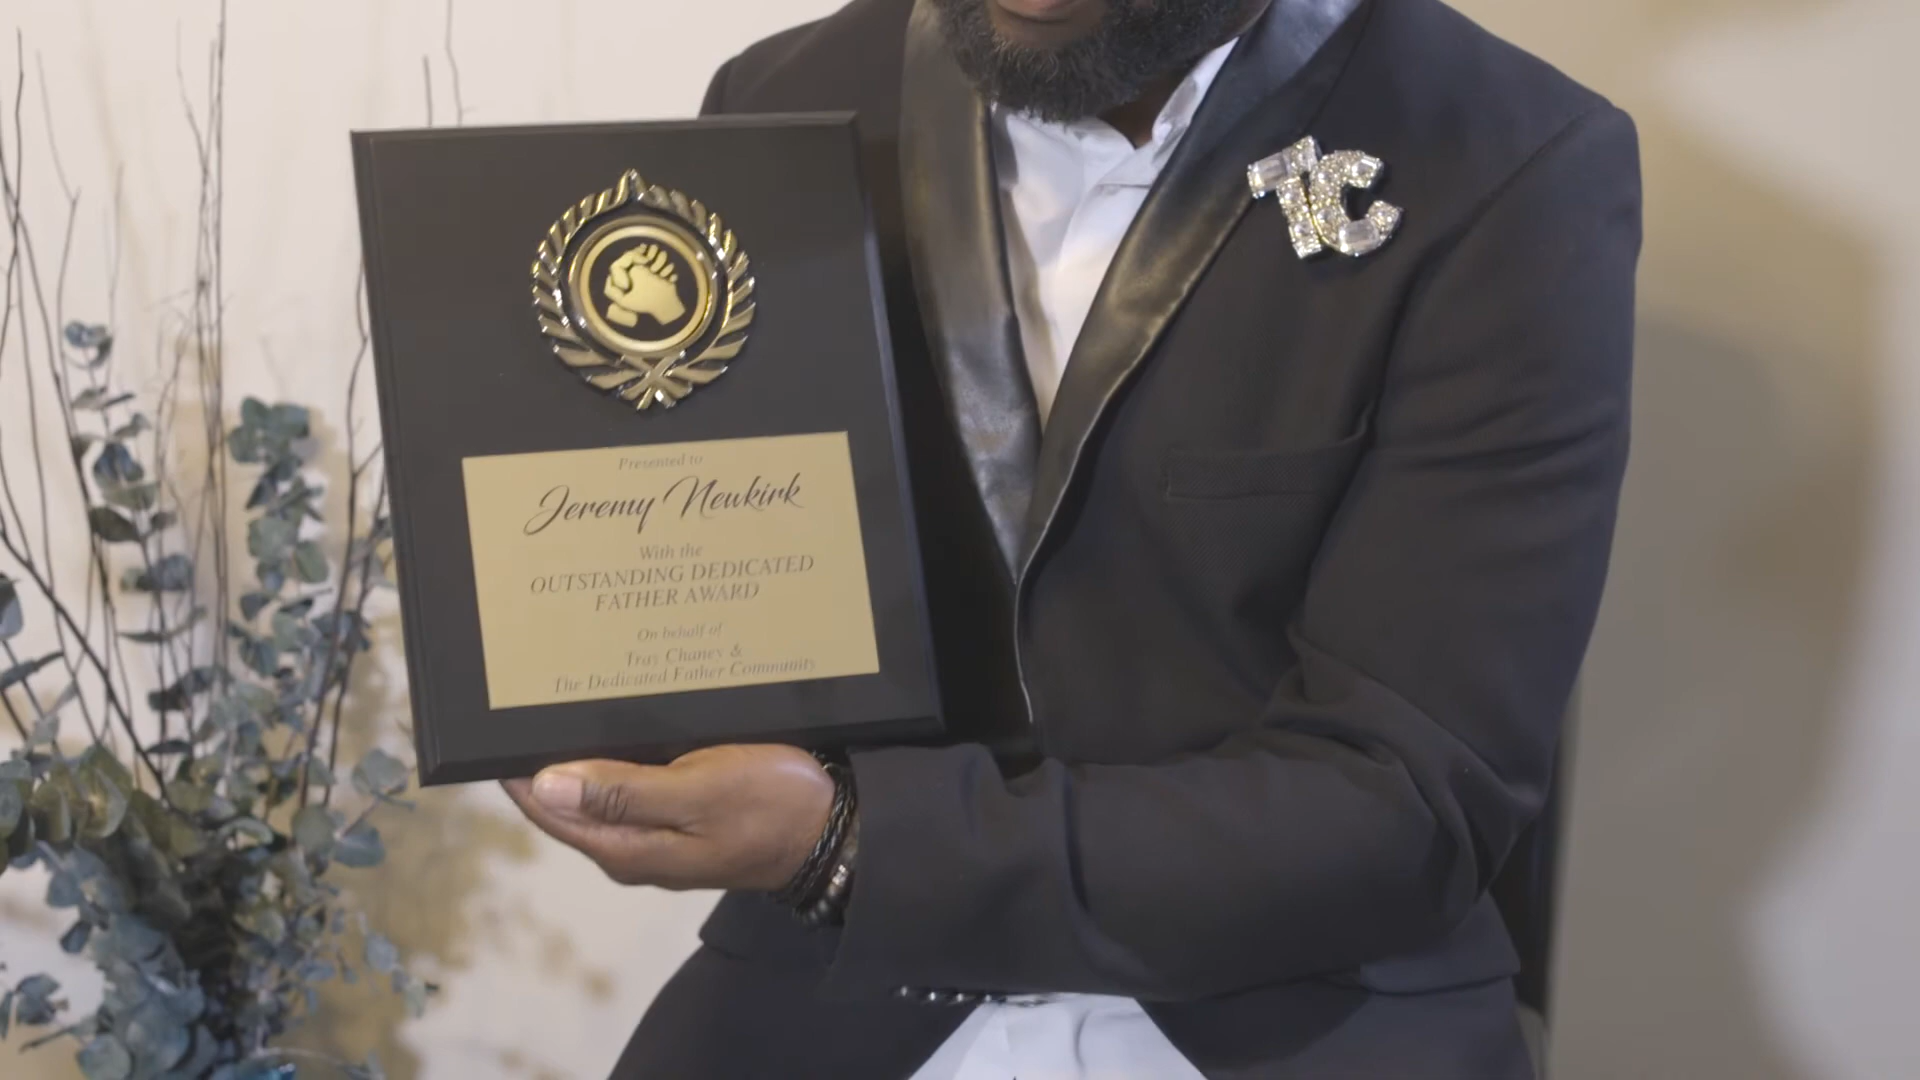 TC
Presented to
Jeremy Newkirk
With the
OUTSTANDING DEDICATED
FATHER AWARD
On behalf of
Tray Chaney &
The Dedicated Father Community